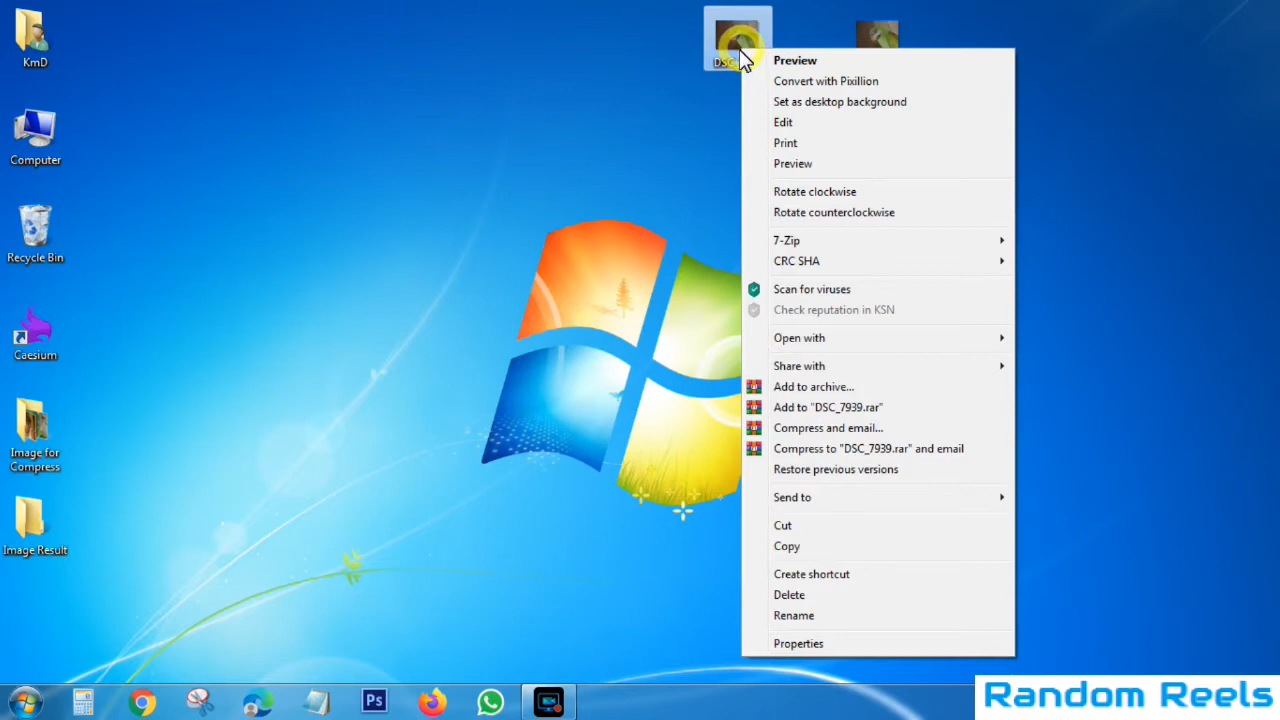 KmD
Computer
Recycle Bin
Caesium
Image for
Compress
Image Result
Preview
Convert with Pixillion
Set as desktop background
Edit
Print
Preview
Rotate clockwise
Rotate counterclockwise
7-Zip
CRC SHA
Scan for viruses
Check reputation in KSN
Open with
Share with
Add to archive...
Add to "DSC_7939.rar"
Compress and email...
Compress to "DSC_7939.rar" and email
Restore previous versions
Send to
Cut
Copy
Create shortcut
Delete
Rename
Properties
Ps
Random Reels